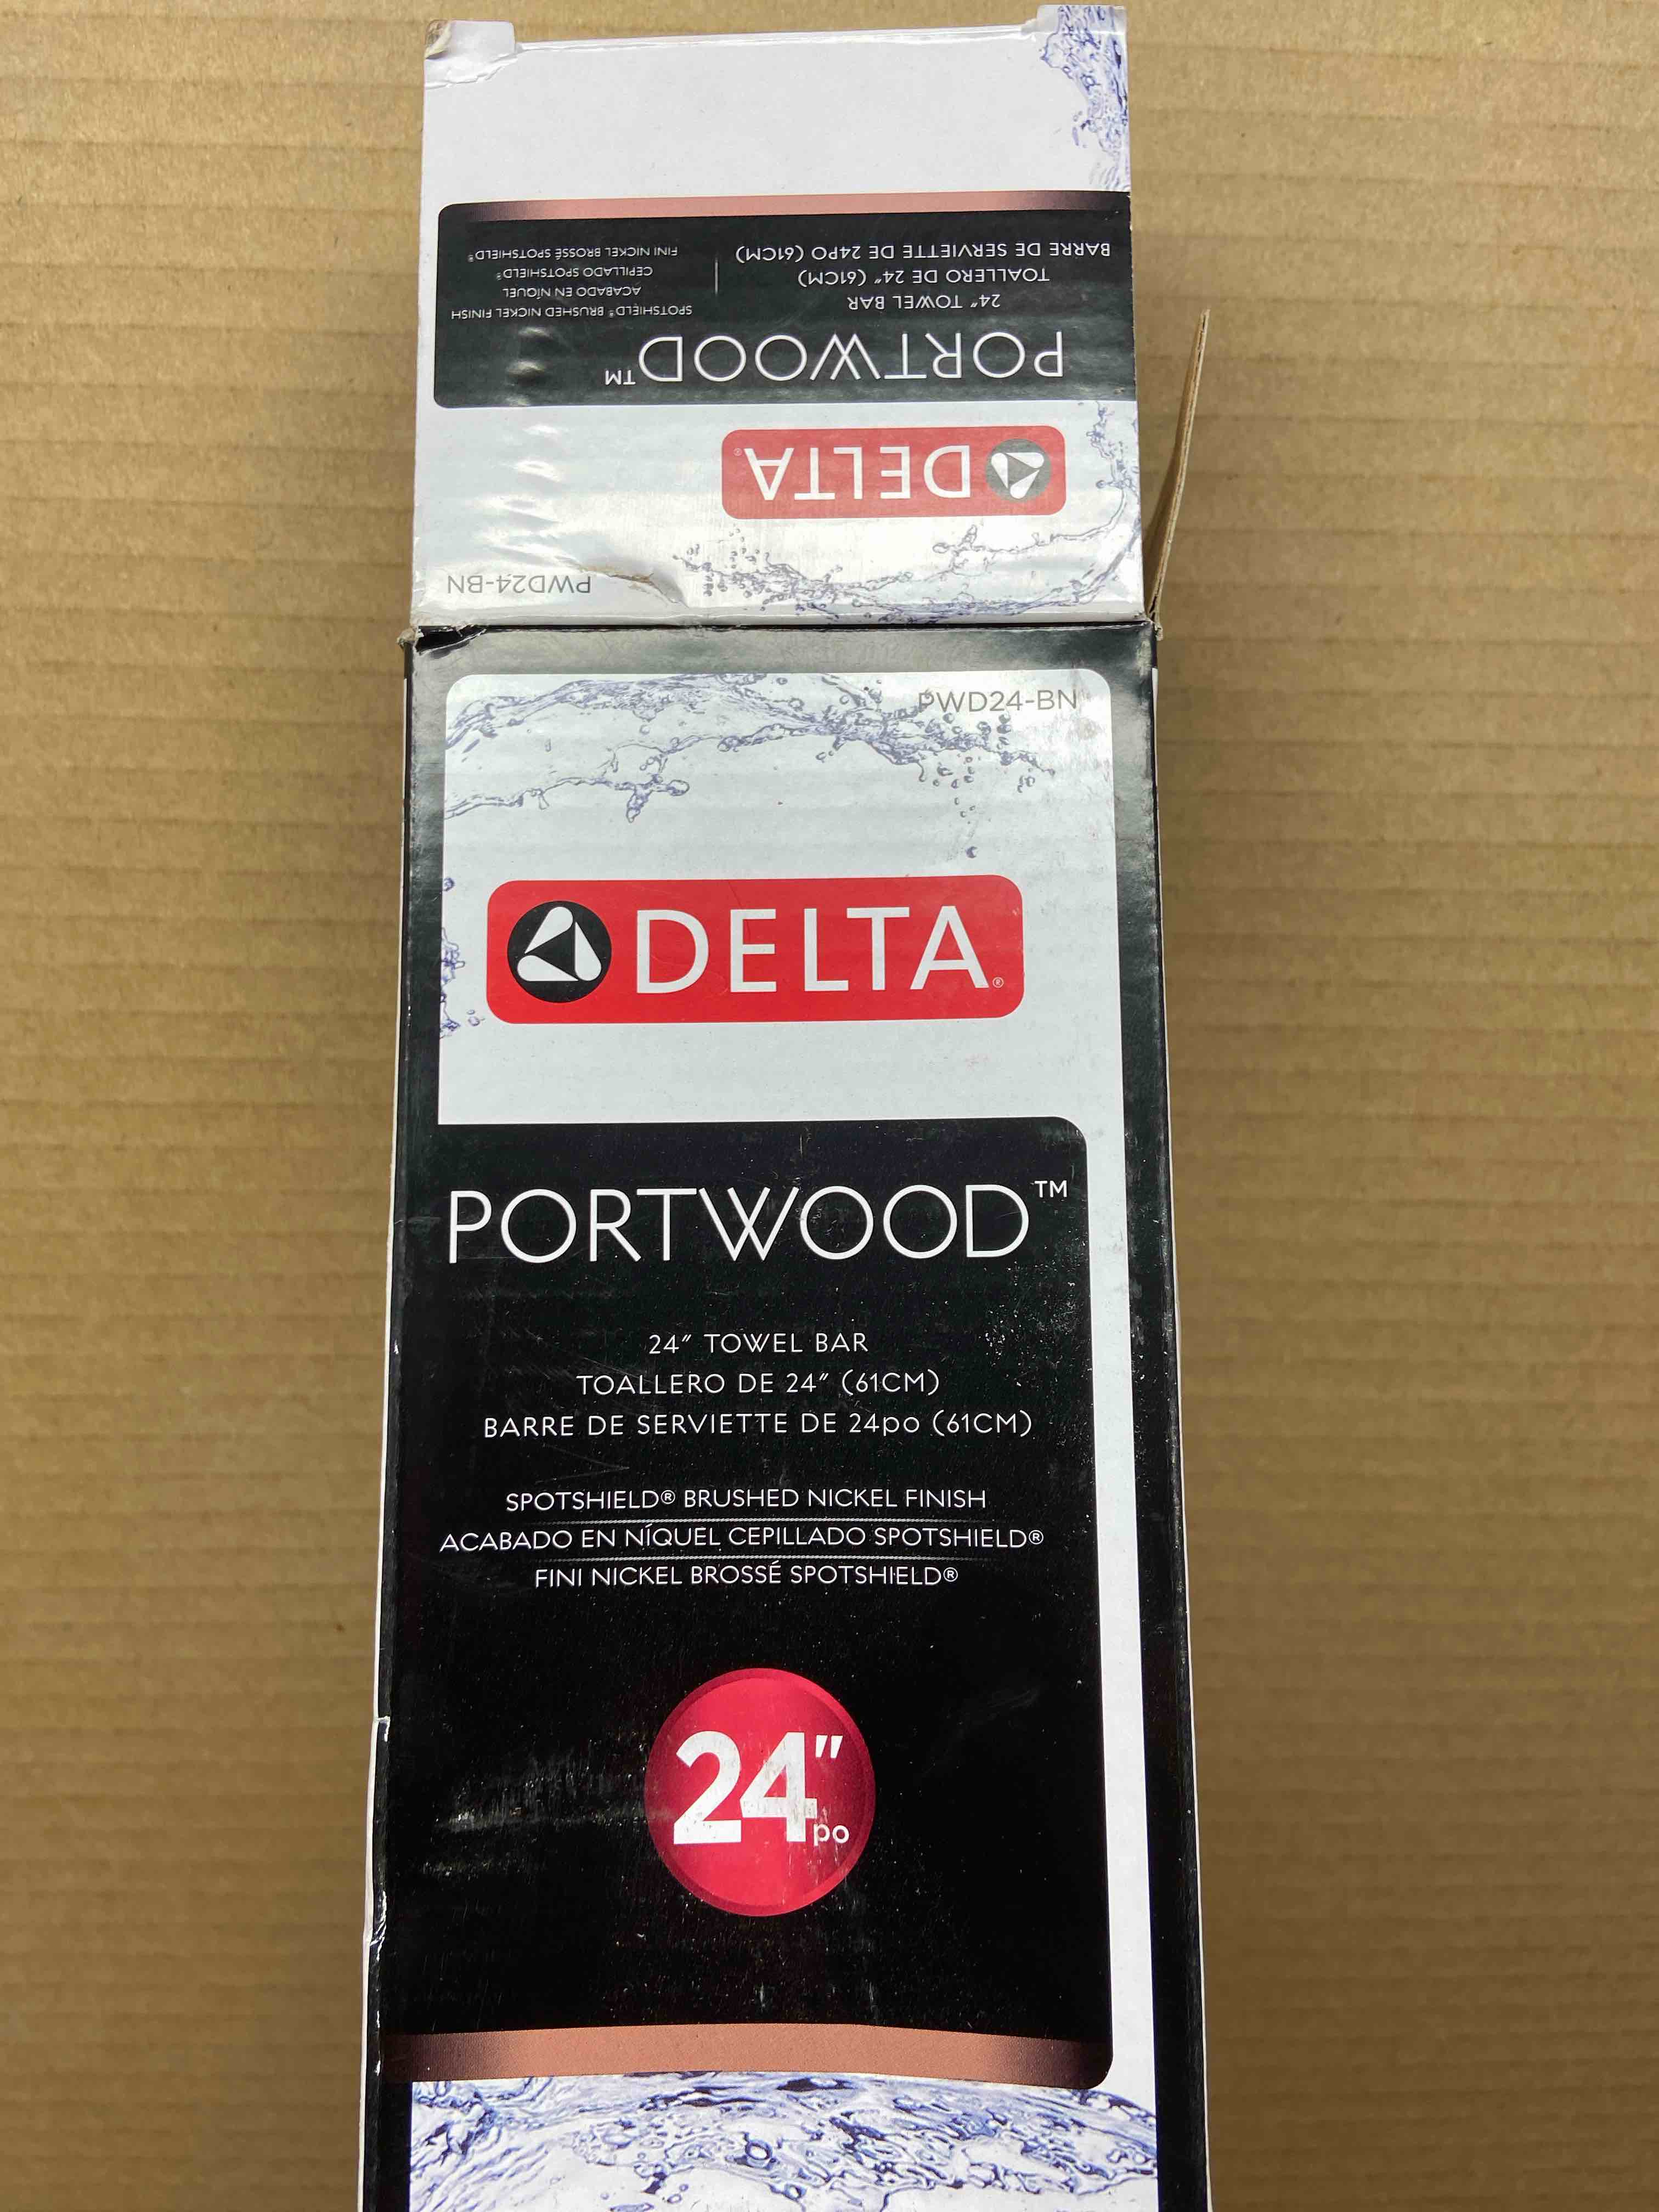 PWD24-BN
DELTA®
PORTWOOD™
24" TOWEL BAR
TOALLERO DE 24" (61CM)
BARRE DE SERVIETTE DE 24PO (61CM)
SPOTSHIELD® BRUSHED NICKEL FINISH
ACABADO EN NÍQUEL
CEPILLADO SPOTSHIELD®
FINI NICKEL BROSSÉ SPOTSHIELD®
PWD24-BN
DELTA®
PORTWOOD™
24" TOWEL BAR
TOALLERO DE 24" (61CM)
BARRE DE SERVIETTE DE 24po (61CM)
SPOTSHIELD® BRUSHED NICKEL FINISH
ACABADO EN NÍQUEL CEPILLADO SPOTSHIELD®
FINI NICKEL BROSSÉ SPOTSHIELD®
24"
po